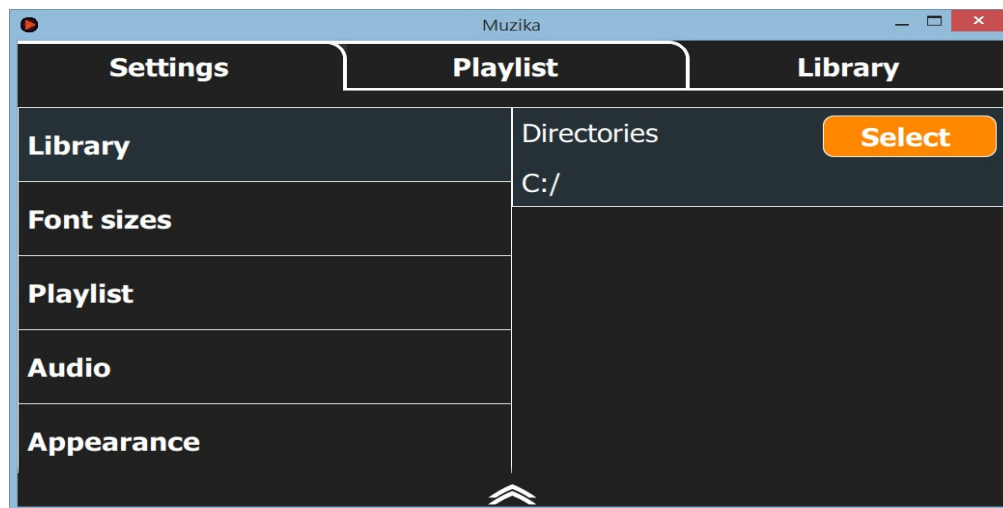 Muzika
Settings Playlist Library
Library
Font sizes
Playlist
Audio
Appearance
Directories Select
C:/